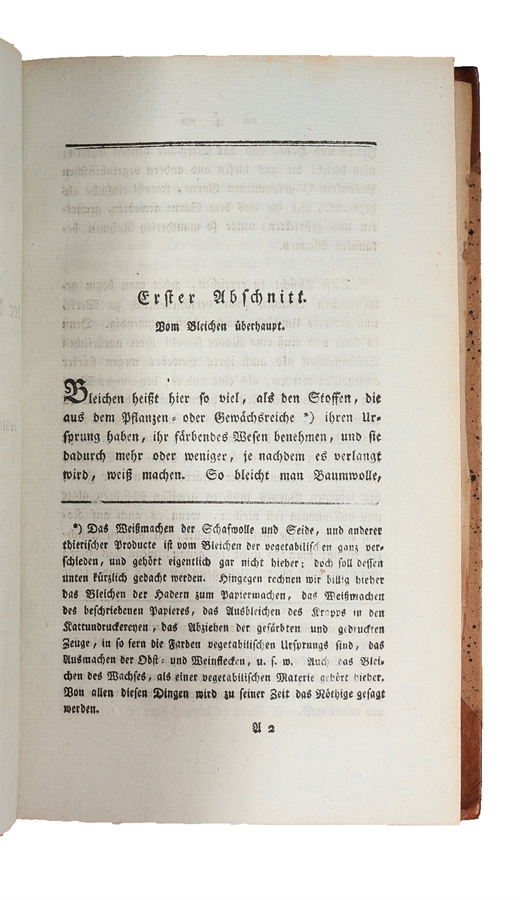 Erster Abschnitt.
Vom Bleichen überhaupt.
Bleichen heißt hier so viel, als den Stoffen, die
aus dem Pflanzen- oder Gewächsreiche *) ihren Ur-
sprung haben, ihr färbendes Wesen benehmen, und sie
dadurch mehr oder weniger, je nachdem es verlangt
wird, weiß machen. So bleicht man Baumwolle,
*) Das Weißmachen der Schafwolle und Seide, und anderer
thierischer Producte ist vom Bleichen der vegetabilischen ganz ver-
schieden, und gehört eigentlich gar nicht hieher; doch soll dessen
unten kürzlich gedacht werden. Hingegen rechnen wir billig hieher
das Bleichen der Hadern zum Papiermachen, das Weißmachen
des beschriebenen Papieres, das Ausbleichen des Krapps in den
Kattundruckereyen, das Abziehen der gefärbten und gedruckten
Zeuge, in so fern die Farben vegetabilischen Ursprungs sind, das
Ausmachen der Obst- und Weinflecken, u. s. w. Auch das Blei-
chen des Wachses, als einer vegetabilischen Materie gehört hieher.
Von allen diesen Dingen wird zu seiner Zeit das Nöthige gesagt
werden.
A 2